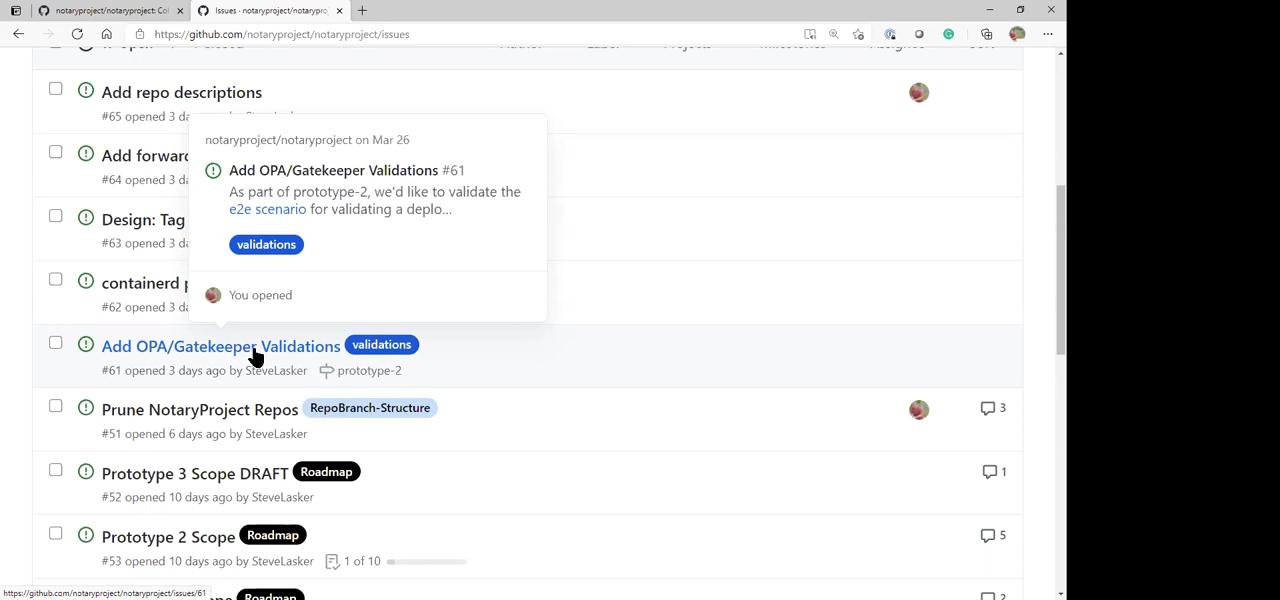 notaryproject/notaryproject: Co
Issues · notaryproject/notarypro
https://github.com/notaryproject/notaryproject/issues
Add repo descriptions
#65 opened 3 da
notaryproject/notaryproject on Mar 26
Add forwar
Add OPA/Gatekeeper Validations #61
#64 opened 3 da
As part of prototype-2, we'd like to validate the
e2e scenario for validating a deplo...
Design: Tag
#63 opened 3 da
validations
containerd p
You opened
#62 opened 3 da
Add OPA/Gatekeeper Validations validations
#61 opened 3 days ago by SteveLasker prototype-2
Prune NotaryProject Repos RepoBranch-Structure 3
#51 opened 6 days ago by SteveLasker
Prototype 3 Scope DRAFT Roadmap 1
#52 opened 10 days ago by SteveLasker
Prototype 2 Scope Roadmap 5
#53 opened 10 days ago by SteveLasker 1 of 10
https://github.com/notaryproject/notaryproject/issues/61
Roadmap 2